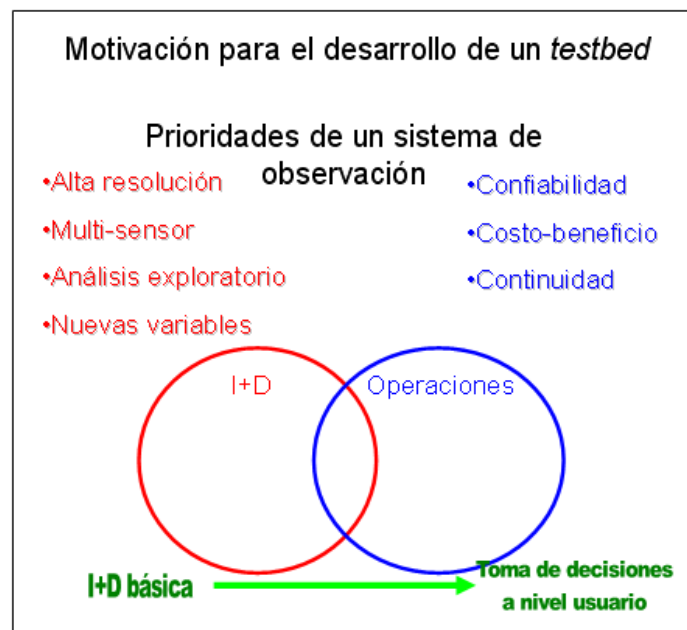 Motivación para el desarrollo de un testbed
Prioridades de un sistema de
observación
•Alta resolución
•Multi-sensor
•Análisis exploratorio
•Nuevas variables
•Confiabilidad
•Costo-beneficio
•Continuidad
I+D
Operaciones
I+D básica
Toma de decisiones
a nivel usuario